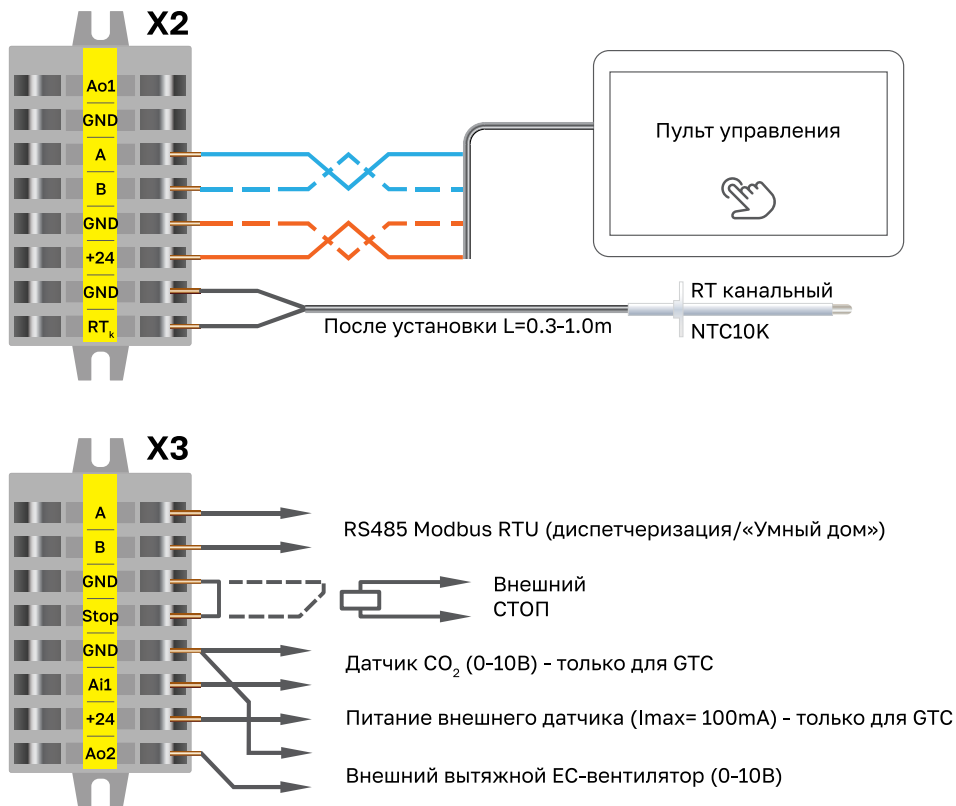 X2
Ao1
GND
A
B
GND
+24
GND
RTk
Пульт управления
RT канальный
NTC10K
После установки L=0.3-1.0m
X3
A
B
GND
Stop
GND
Ai1
+24
Ao2
RS485 Modbus RTU (диспетчеризация/«Умный дом»)
Внешний
СТОП
Датчик CO2 (0-10В) - только для GTC
Питание внешнего датчика (Imax= 100mA) - только для GTC
Внешний вытяжной EC-вентилятор (0-10В)